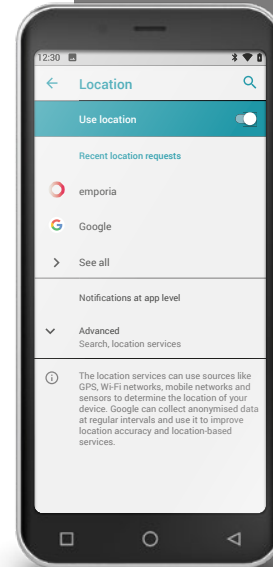 12:30
Location
Use location
Recent location requests
emporia
Google
See all
Notifications at app level
Advanced
Search, location services
The location services can use sources like
GPS, Wi-Fi networks, mobile networks and
sensors to determine the location of your
device. Google can collect anonymised data
at regular intervals and use it to improve
location accuracy and location-based
services.